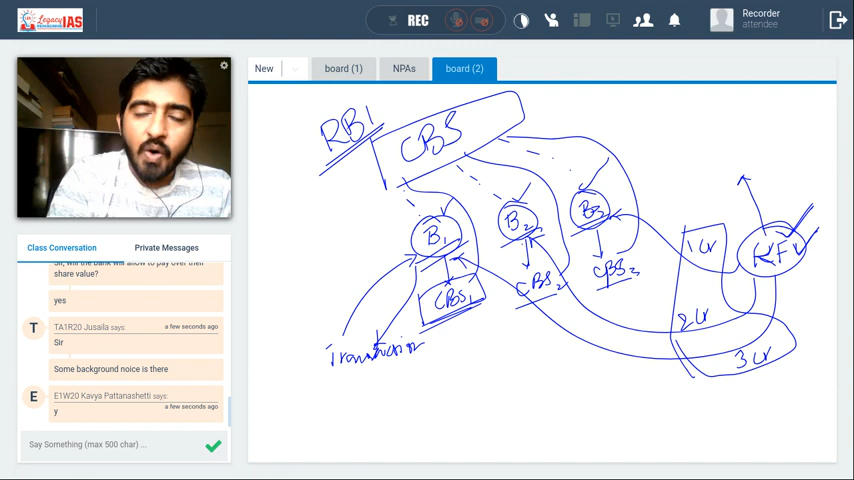 Legacy
IAS
REC
Recorder
attendee
New
board (1)
NPAs
board (2)
Class Conversation
Private Messages
Sir, will the bank will allow to pay over their
share value?
yes
T
TA1R20 Jusaila says:
a few seconds ago
Sir
Some background noice is there
E
E1W20 Kavya Pattanashetti says:
a few seconds ago
y
Say Something (max 500 char) ...
RBI
CBS
B1
B2
B3
CBS1
CBS2
CBS3
Transaction
KF
1 Cr
2 Cr
3 Cr